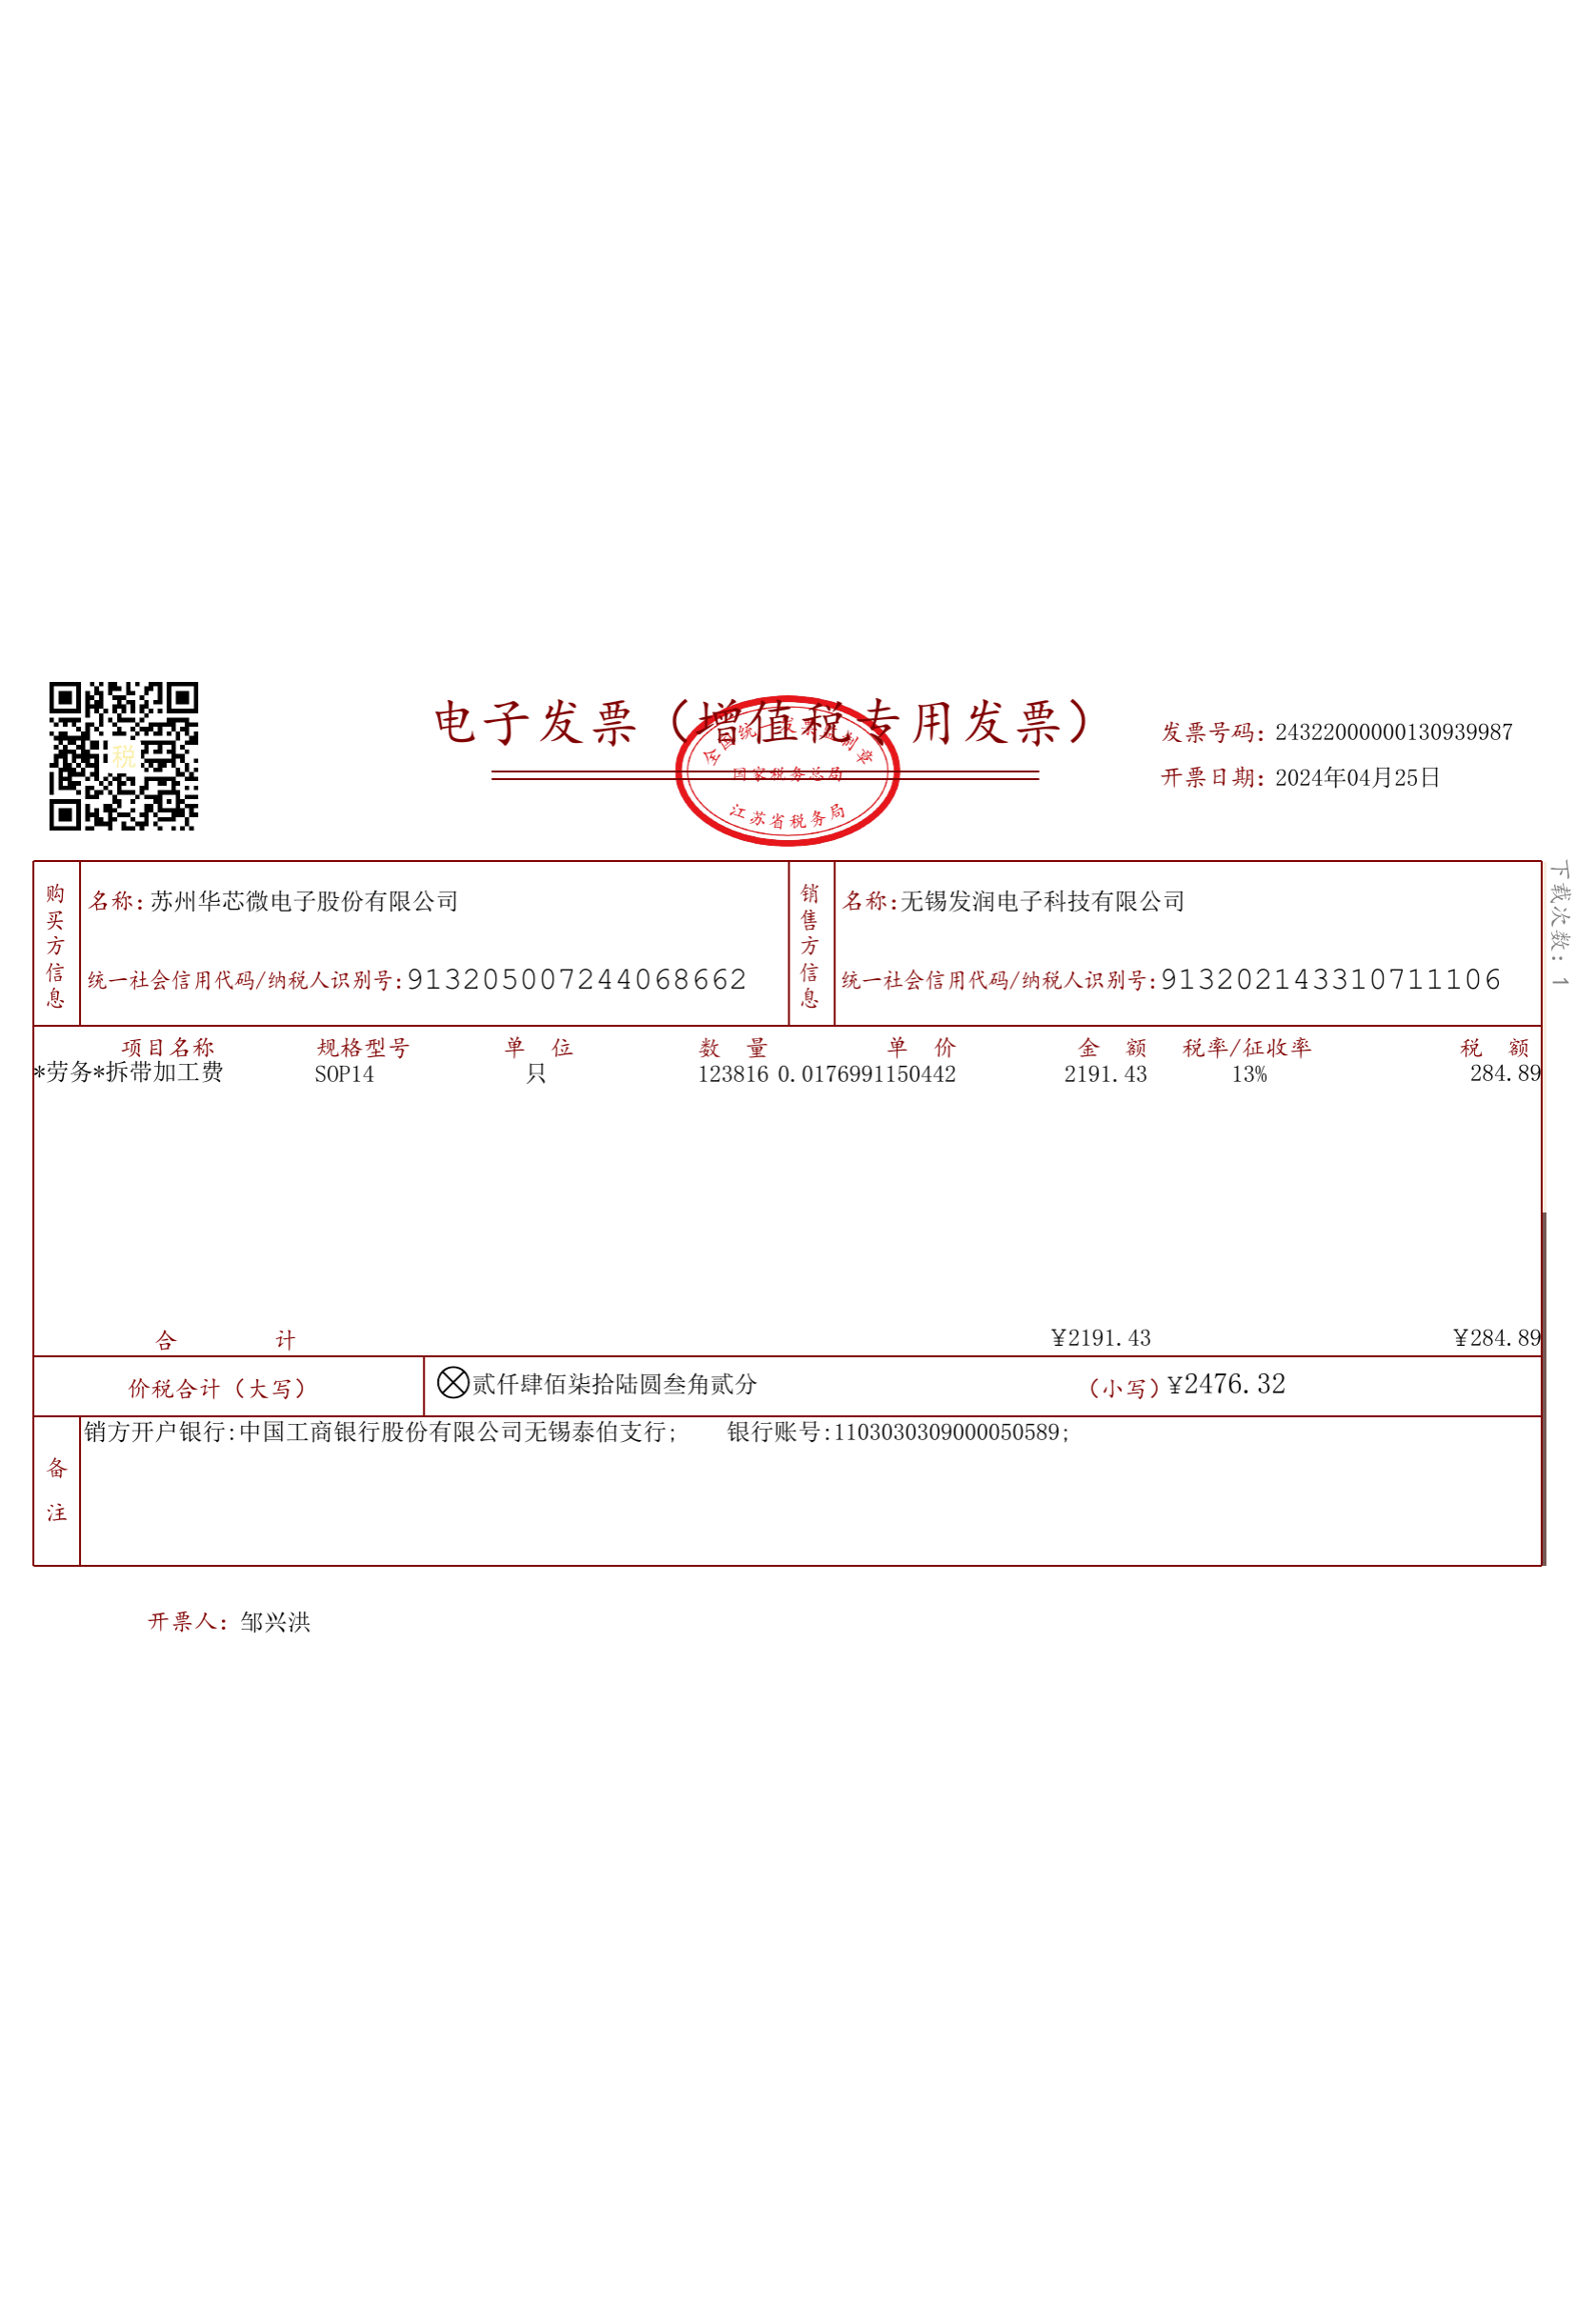 电子发票（增值税专用发票）
全国统一发票监制章
国家税务总局
江苏省税务局
税
发票号码：24322000000130939987
开票日期：2024年04月25日
下载次数：1
购买方信息
名称：苏州华芯微电子股份有限公司
统一社会信用代码/纳税人识别号：913205007244068662
销售方信息
名称：无锡发润电子科技有限公司
统一社会信用代码/纳税人识别号：913202143310711106
项目名称 规格型号 单位 数量 单价 金额 税率/征收率 税额
*劳务*拆带加工费 SOP14 只 123816 0.0176991150442 2191.43 13% 284.89
合计 ¥2191.43 ¥284.89
价税合计（大写） ⊗贰仟肆佰柒拾陆圆叁角贰分 （小写）¥2476.32
备注
销方开户银行:中国工商银行股份有限公司无锡泰伯支行; 银行账号:1103030309000050589;
开票人：邹兴洪